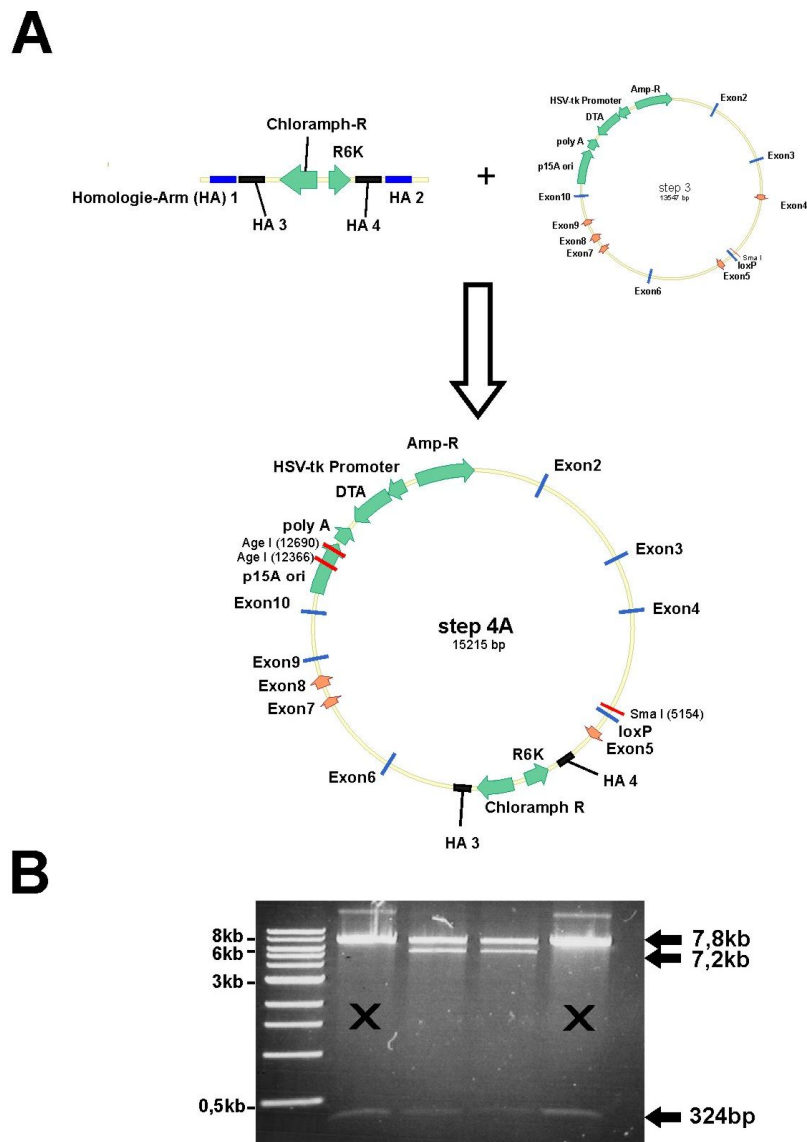 A
Chloramph-R
R6K
Homologie-Arm (HA) 1
HA 3
HA 4
HA 2
+
Amp-R
HSV-tk Promoter
DTA
poly A
p15A ori
Exon10
Exon9
Exon8
Exon7
Exon6
Exon2
Exon3
Exon4
Sma I
loxP
Exon5
step 3
13547 bp
Amp-R
HSV-tk Promoter
DTA
poly A
Age I (12690)
Age I (12366)
p15A ori
Exon10
Exon9
Exon8
Exon7
Exon6
Exon2
Exon3
Exon4
Sma I (5154)
loxP
Exon5
R6K
HA 4
Chloramph R
HA 3
step 4A
15215 bp
B
8kb
6kb
3kb
0,5kb
X
X
7,8kb
7,2kb
324bp